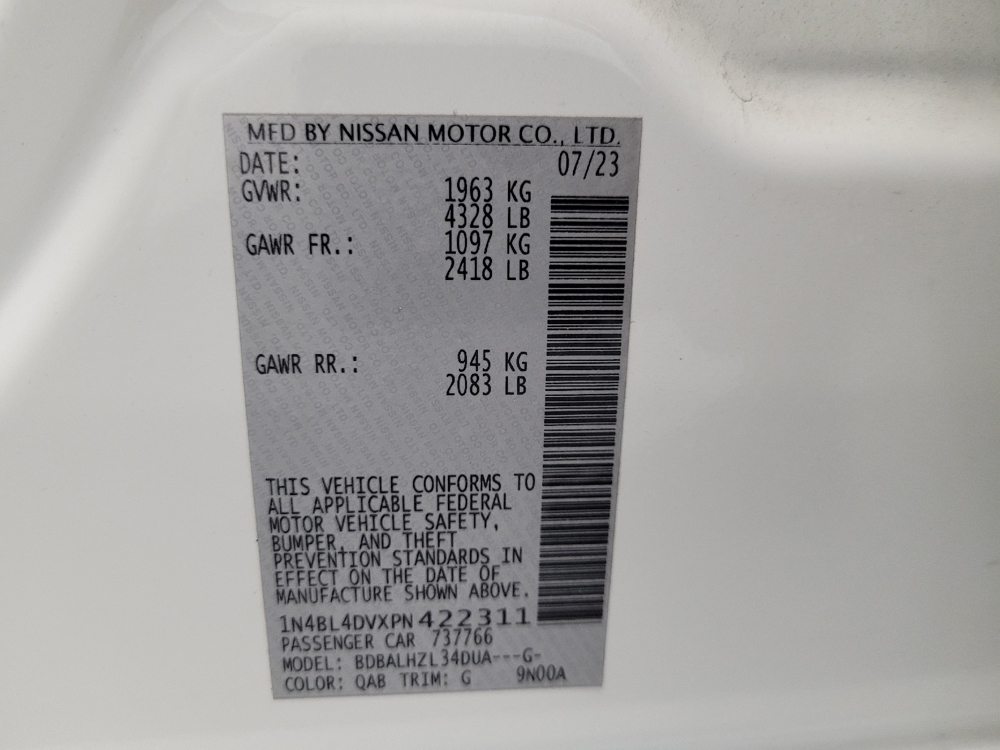 MFD BY NISSAN MOTOR CO., LTD.
DATE: 07/23
GVWR: 1963 KG
4328 LB
GAWR FR.: 1097 KG
2418 LB
GAWR RR.: 945 KG
2083 LB
THIS VEHICLE CONFORMS TO
ALL APPLICABLE FEDERAL
MOTOR VEHICLE SAFETY,
BUMPER, AND THEFT
PREVENTION STANDARDS IN
EFFECT ON THE DATE OF
MANUFACTURE SHOWN ABOVE.
1N4BL4DVXPN422311
PASSENGER CAR 737766
MODEL: BDBALHZL34DUA---G-
COLOR: QAB TRIM: G 9N00A